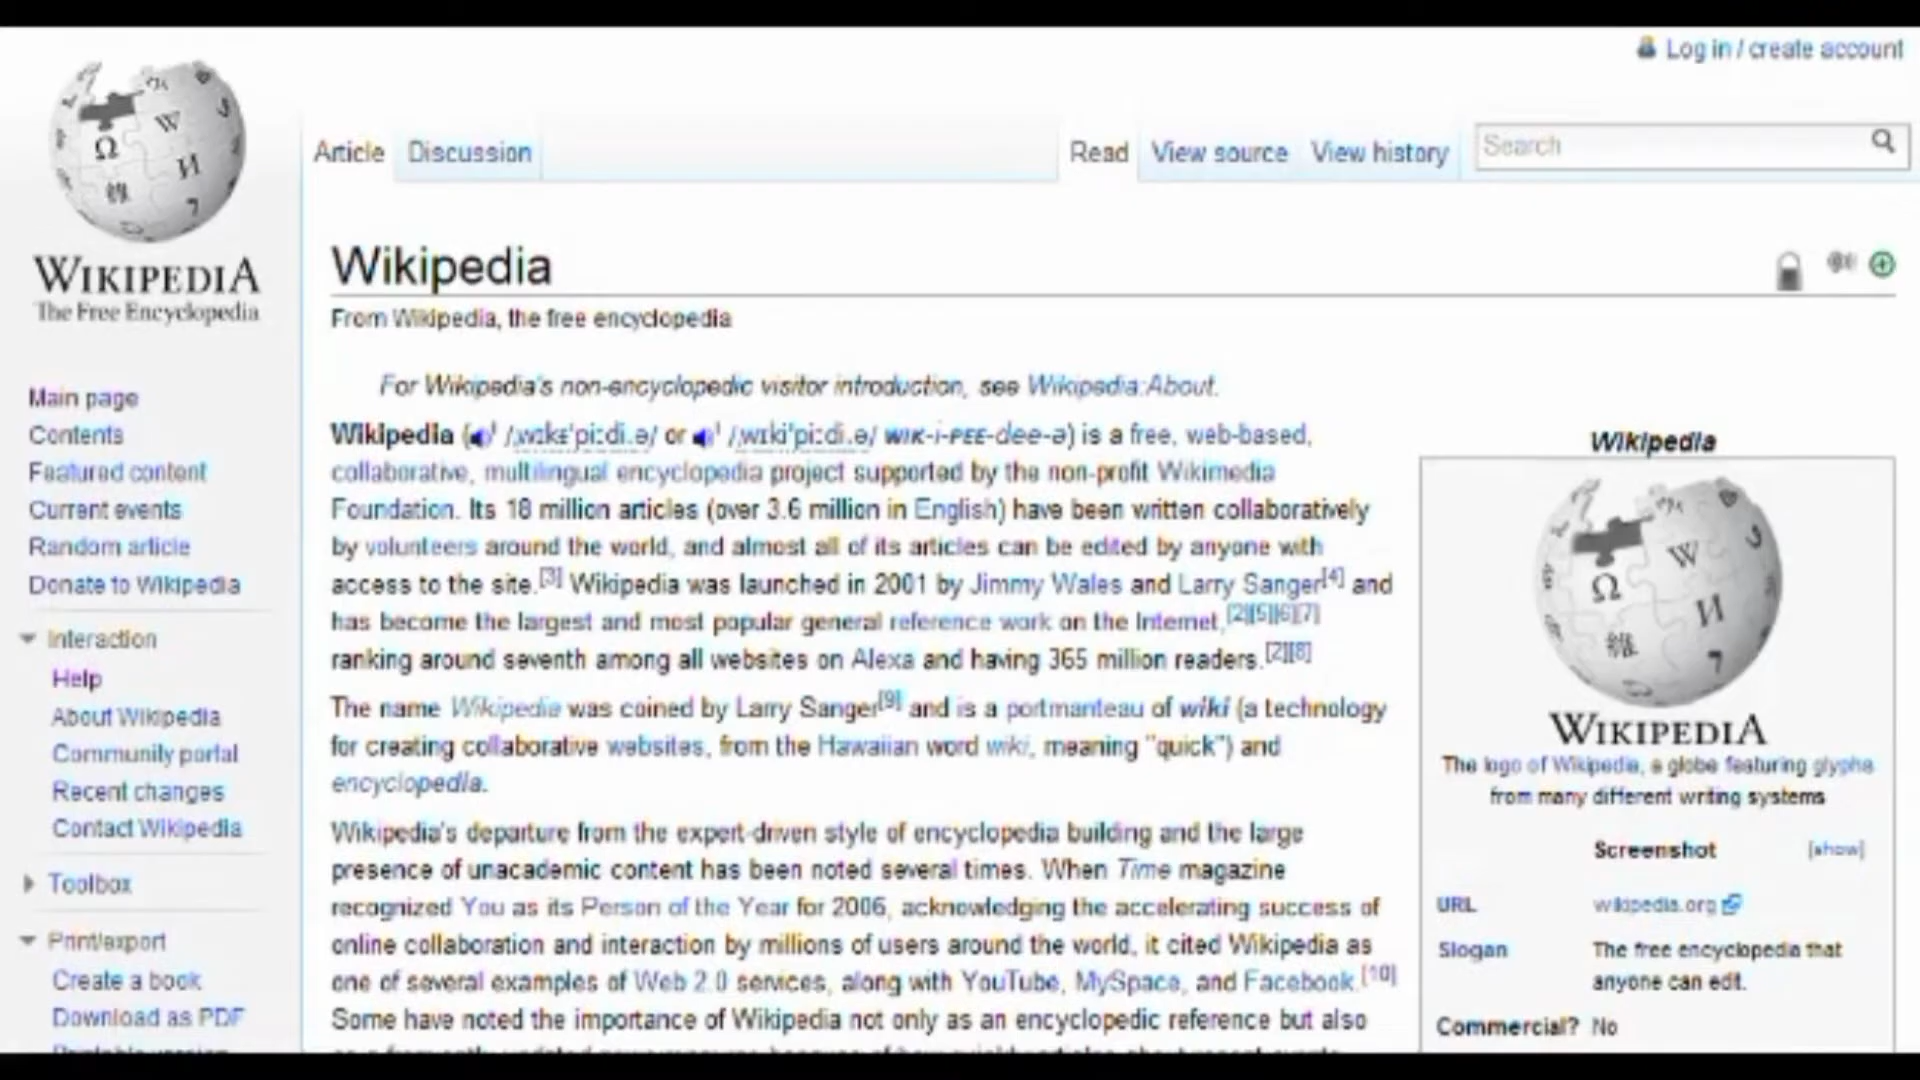 Log in / create account
Article Discussion Read View source View history Search
WIKIPEDIA
The Free Encyclopedia
Main page
Contents
Featured content
Current events
Random article
Donate to Wikipedia
Interaction
Help
About Wikipedia
Community portal
Recent changes
Contact Wikipedia
Toolbox
Print/export
Create a book
Download as PDF
Printable version
Wikipedia
From Wikipedia, the free encyclopedia
For Wikipedia's non-encyclopedic visitor introduction, see Wikipedia:About.
Wikipedia (/ˌwɪkɨˈpiːdi.ə/ or /ˌwɪkiˈpiːdi.ə/ WIK-i-PEE-dee-ə) is a free, web-based,
collaborative, multilingual encyclopedia project supported by the non-profit Wikimedia
Foundation. Its 18 million articles (over 3.6 million in English) have been written collaboratively
by volunteers around the world, and almost all of its articles can be edited by anyone with
access to the site.[3] Wikipedia was launched in 2001 by Jimmy Wales and Larry Sanger[4] and
has become the largest and most popular general reference work on the Internet,[2][5][6][7]
ranking around seventh among all websites on Alexa and having 365 million readers.[2][8]
The name Wikipedia was coined by Larry Sanger[9] and is a portmanteau of wiki (a technology
for creating collaborative websites, from the Hawaiian word wiki, meaning "quick") and
encyclopedia.
Wikipedia's departure from the expert-driven style of encyclopedia building and the large
presence of unacademic content has been noted several times. When Time magazine
recognized You as its Person of the Year for 2006, acknowledging the accelerating success of
online collaboration and interaction by millions of users around the world, it cited Wikipedia as
one of several examples of Web 2.0 services, along with YouTube, MySpace, and Facebook.[10]
Some have noted the importance of Wikipedia not only as an encyclopedic reference but also
Wikipedia
WIKIPEDIA
The logo of Wikipedia, a globe featuring glyphs
from many different writing systems
Screenshot [show]
URL wikipedia.org
Slogan The free encyclopedia that
anyone can edit.
Commercial? No